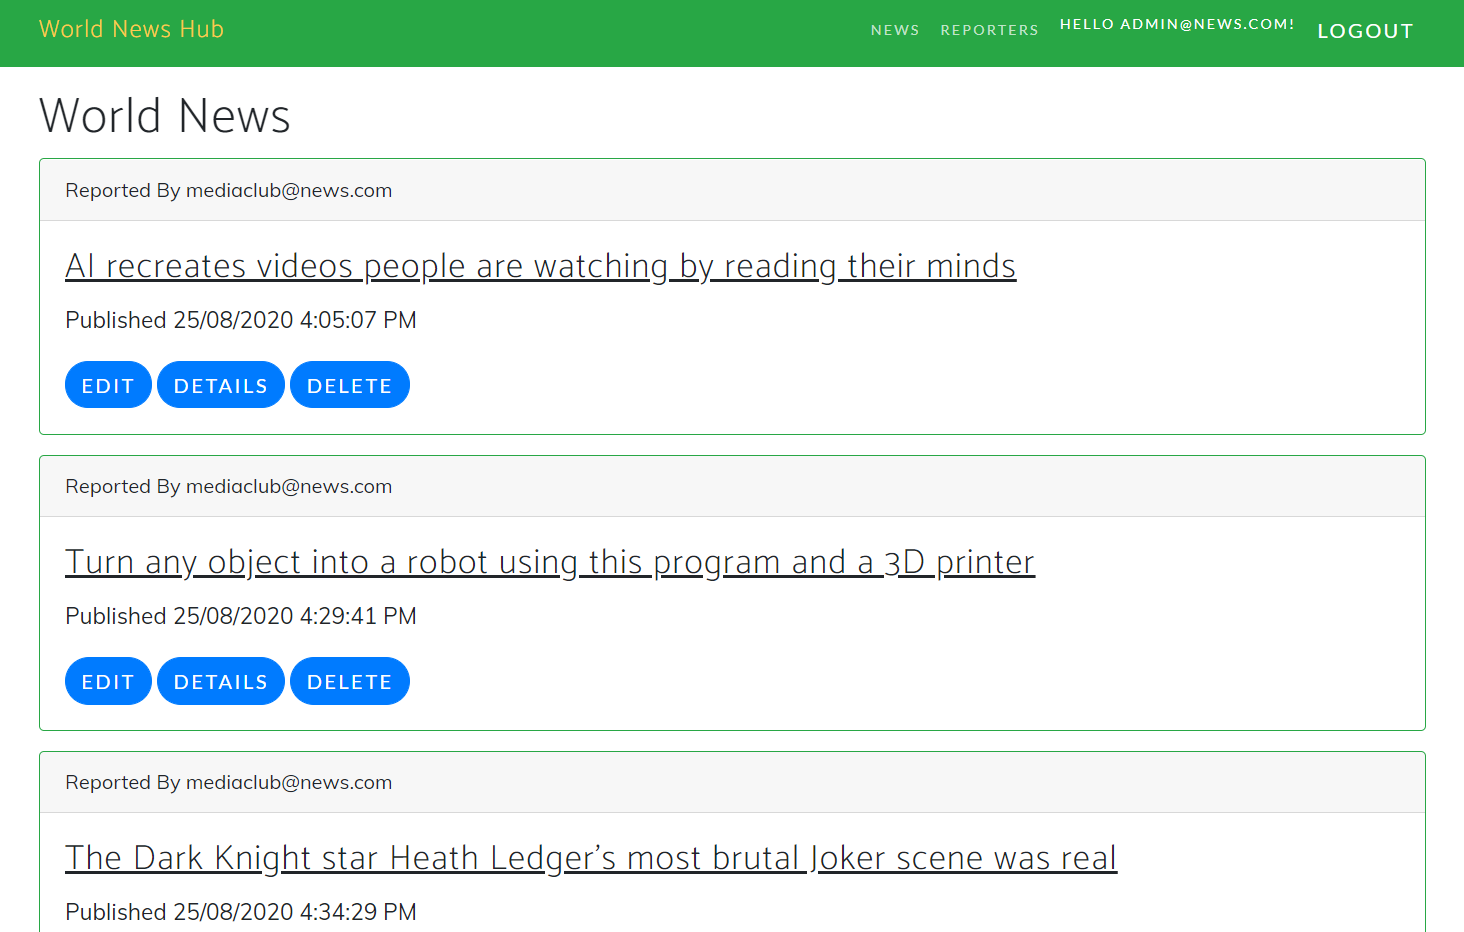 World News Hub
NEWS REPORTERS HELLO ADMIN@NEWS.COM! LOGOUT
World News
Reported By mediaclub@news.com
AI recreates videos people are watching by reading their minds
Published 25/08/2020 4:05:07 PM
EDIT DETAILS DELETE
Reported By mediaclub@news.com
Turn any object into a robot using this program and a 3D printer
Published 25/08/2020 4:29:41 PM
EDIT DETAILS DELETE
Reported By mediaclub@news.com
The Dark Knight star Heath Ledger’s most brutal Joker scene was real
Published 25/08/2020 4:34:29 PM